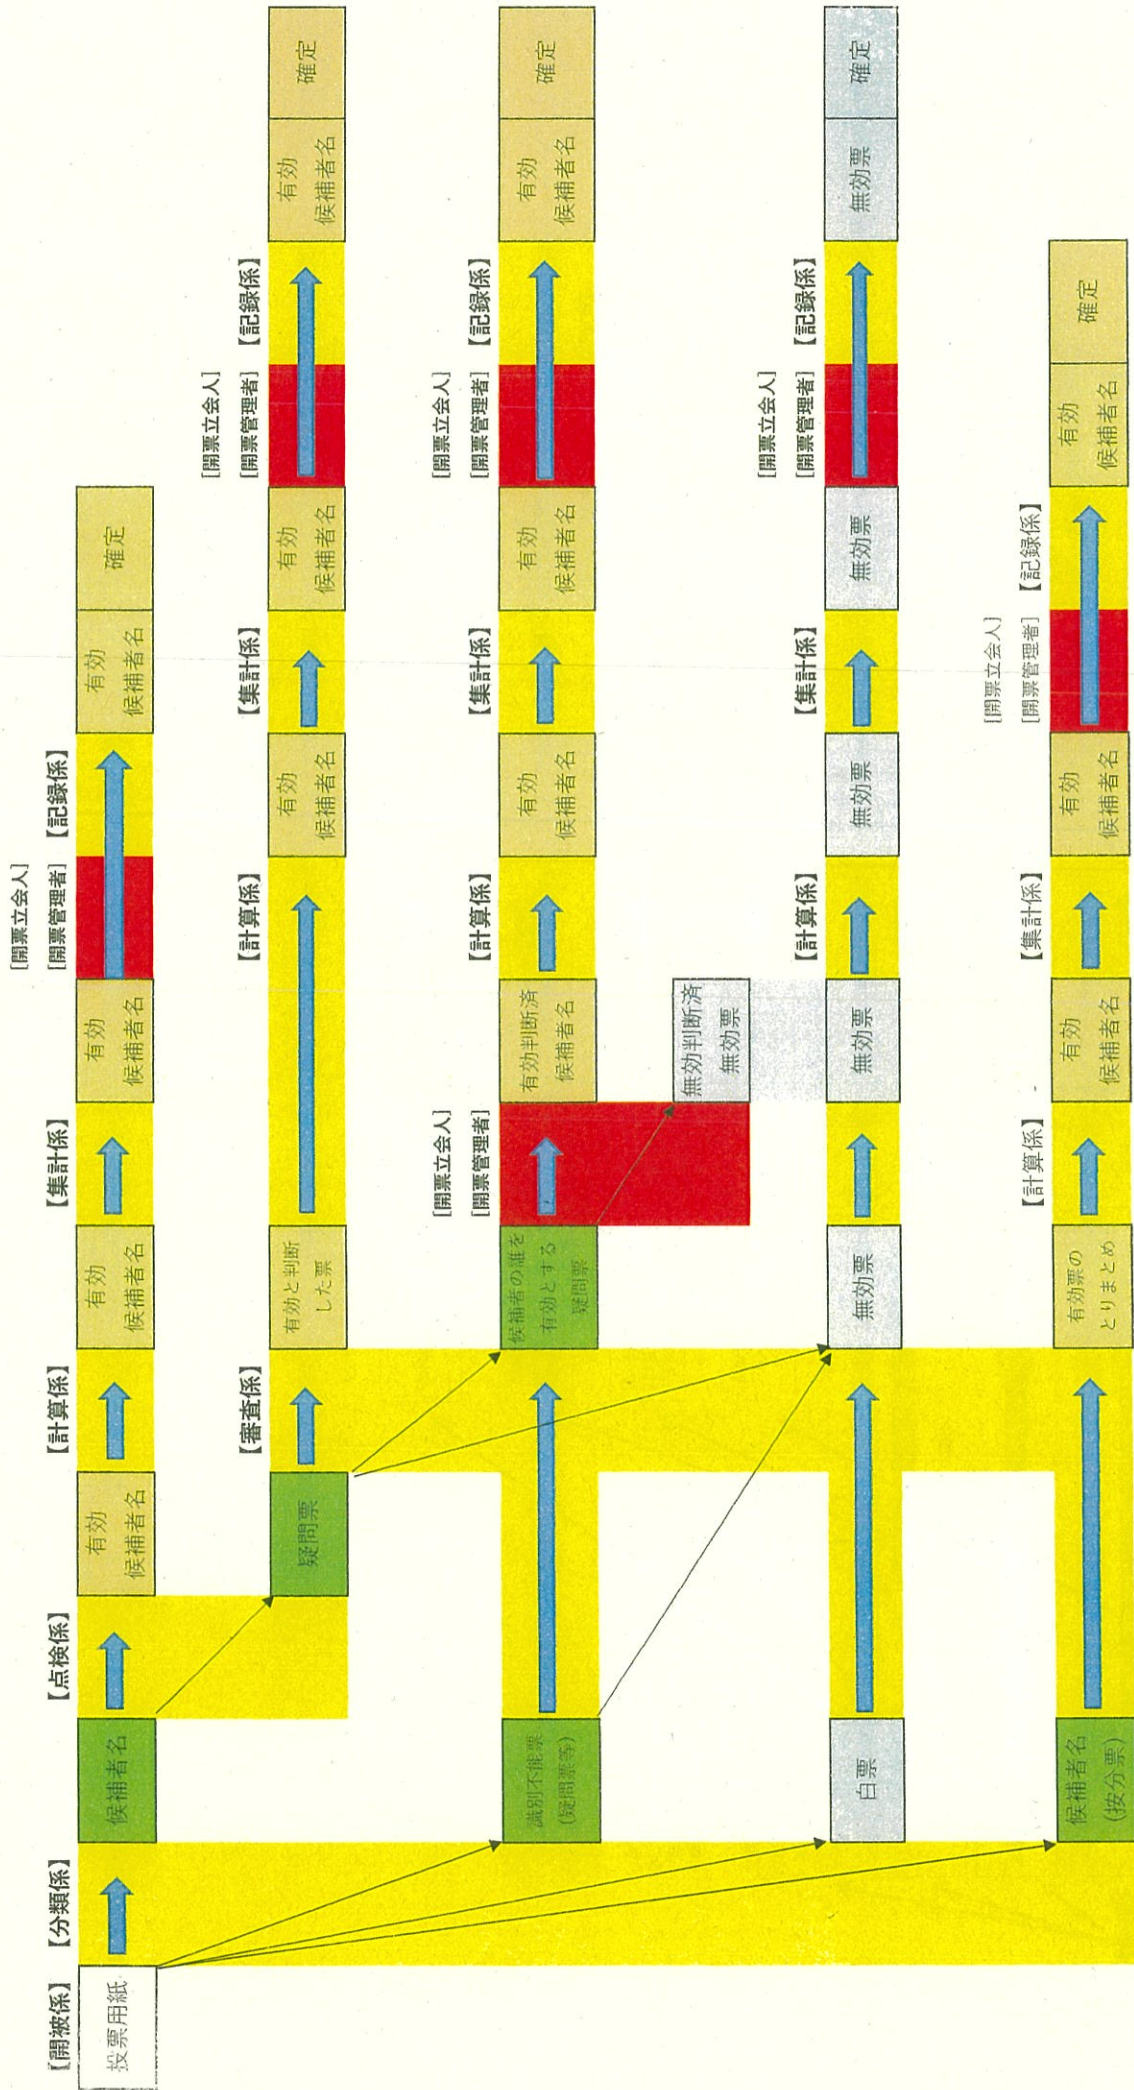 【開被係】
投票用紙
【分類係】
候補者名
【点検係】
有効
候補者名
【計算係】
有効
候補者名
【集計係】
有効
候補者名
[開票立会人]
[開票管理者]
【記録係】
有効
候補者名
確定
疑問票
【審査係】
有効と判断
した票
【計算係】
有効
候補者名
【集計係】
有効
候補者名
[開票立会人]
[開票管理者]
【記録係】
有効
候補者名
確定
識別不能票
(疑問票等)
候補者の誰を
有効とする
疑問票
[開票立会人]
[開票管理者]
有効判断済
候補者名
【計算係】
有効
候補者名
【集計係】
有効
候補者名
[開票立会人]
[開票管理者]
【記録係】
有効
候補者名
確定
無効判断済
無効票
白票
無効票
無効票
【計算係】
無効票
【集計係】
無効票
[開票立会人]
[開票管理者]
【記録係】
無効票
確定
候補者名
(按分票)
有効票の
とりまとめ
【計算係】
有効
候補者名
【集計係】
有効
候補者名
[開票立会人]
[開票管理者]
【記録係】
有効
候補者名
確定